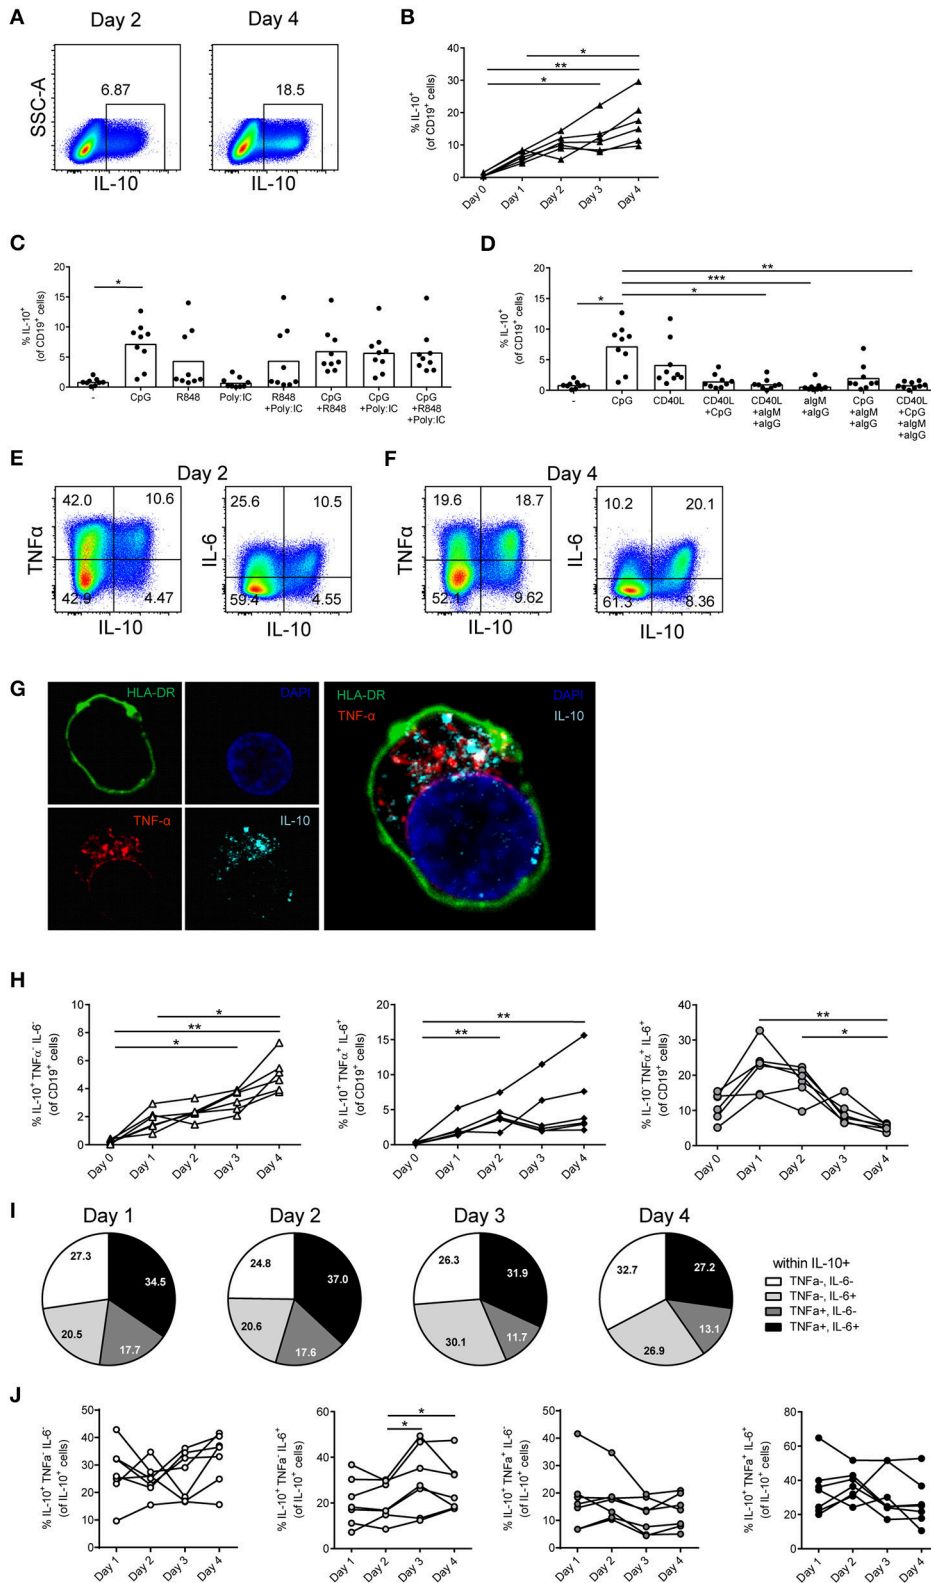 A
Day 2
Day 4
SSC-A
6.87
18.5
IL-10
IL-10
B
% IL-10+
(of CD19+ cells)
40
30
20
10
0
*
**
*
Day 0
Day 1
Day 2
Day 3
Day 4
C
% IL-10+
(of CD19+ cells)
20
15
10
5
0
*
- CpG R848 Poly:IC R848 CpG CpG CpG
+Poly:IC +R848 +Poly:IC +R848
+Poly:IC
D
% IL-10+
(of CD19+ cells)
20
15
10
5
0
**
***
*
*
- CpG CD40L CD40L CD40L aIgM CpG CD40L
+CpG +aIgM +aIgG +aIgM +CpG
+aIgG +aIgG +aIgM
+aIgG
E
Day 2
TNFα
42.0 10.6
42.9 4.47
IL-10
IL-6
25.6 10.5
59.4 4.55
IL-10
F
Day 4
TNFα
19.6 18.7
9.62
IL-10
IL-6
10.2 20.1
61.3 8.36
IL-10
G
HLA-DR
DAPI
TNF-α
IL-10
HLA-DR DAPI
TNF-α IL-10
H
% IL-10+ TNFα- IL-6-
(of CD19+ cells)
10
8
6
4
2
0
*
**
*
Day 0
Day 1
Day 2
Day 3
Day 4
% IL-10+ TNFα+ IL-6+
(of CD19+ cells)
20
15
10
5
0
**
**
Day 0
Day 1
Day 2
Day 3
Day 4
% IL-10- TNFα+ IL-6+
(of CD19+ cells)
40
30
20
10
0
**
*
Day 0
Day 1
Day 2
Day 3
Day 4
I
Day 1
27.3
34.5
20.5
17.7
Day 2
24.8
37.0
20.6
17.6
Day 3
26.3
31.9
30.1
11.7
Day 4
32.7
27.2
26.9
13.1
within IL-10+
TNFa-, IL-6-
TNFa-, IL-6+
TNFa+, IL-6-
TNFa+, IL-6+
J
% IL-10+ TNFa- IL-6-
(of IL-10+ cells)
50
40
30
20
10
0
Day 1
Day 2
Day 3
Day 4
% IL-10+ TNFa- IL-6+
(of IL-10+ cells)
60
40
20
0
*
*
Day 1
Day 2
Day 3
Day 4
% IL-10+ TNFa+ IL-6-
(of IL-10+ cells)
50
40
30
20
10
0
Day 1
Day 2
Day 3
Day 4
% IL-10+ TNFa+ IL-6+
(of IL-10+ cells)
80
60
40
20
0
Day 1
Day 2
Day 3
Day 4